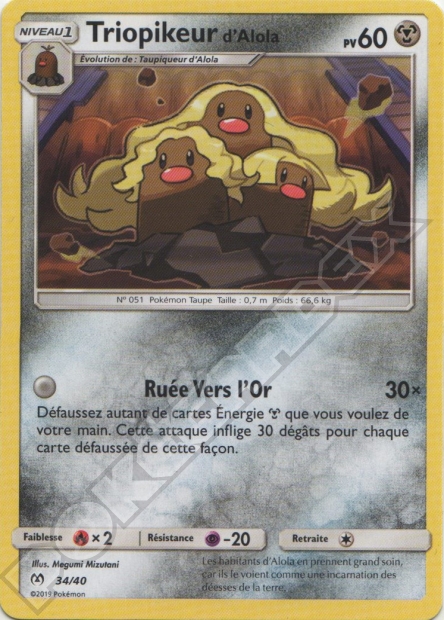 NIVEAU 1
Triopikeur d'Alola
PV 60
Évolution de : Taupiqueur d'Alola
N° 051 Pokémon Taupe Taille : 0,7 m Poids : 66,6 kg
Ruée Vers l'Or 30×
Défaussez autant de cartes Énergie que vous voulez de
votre main. Cette attaque inflige 30 dégâts pour chaque
carte défaussée de cette façon.
Faiblesse ×2 Résistance -20 Retraite
Illus. Megumi Mizutani
34/40
©2019 Pokémon
Les habitants d'Alola en prennent grand soin,
car ils le voient comme une incarnation des
déesses de la terre.